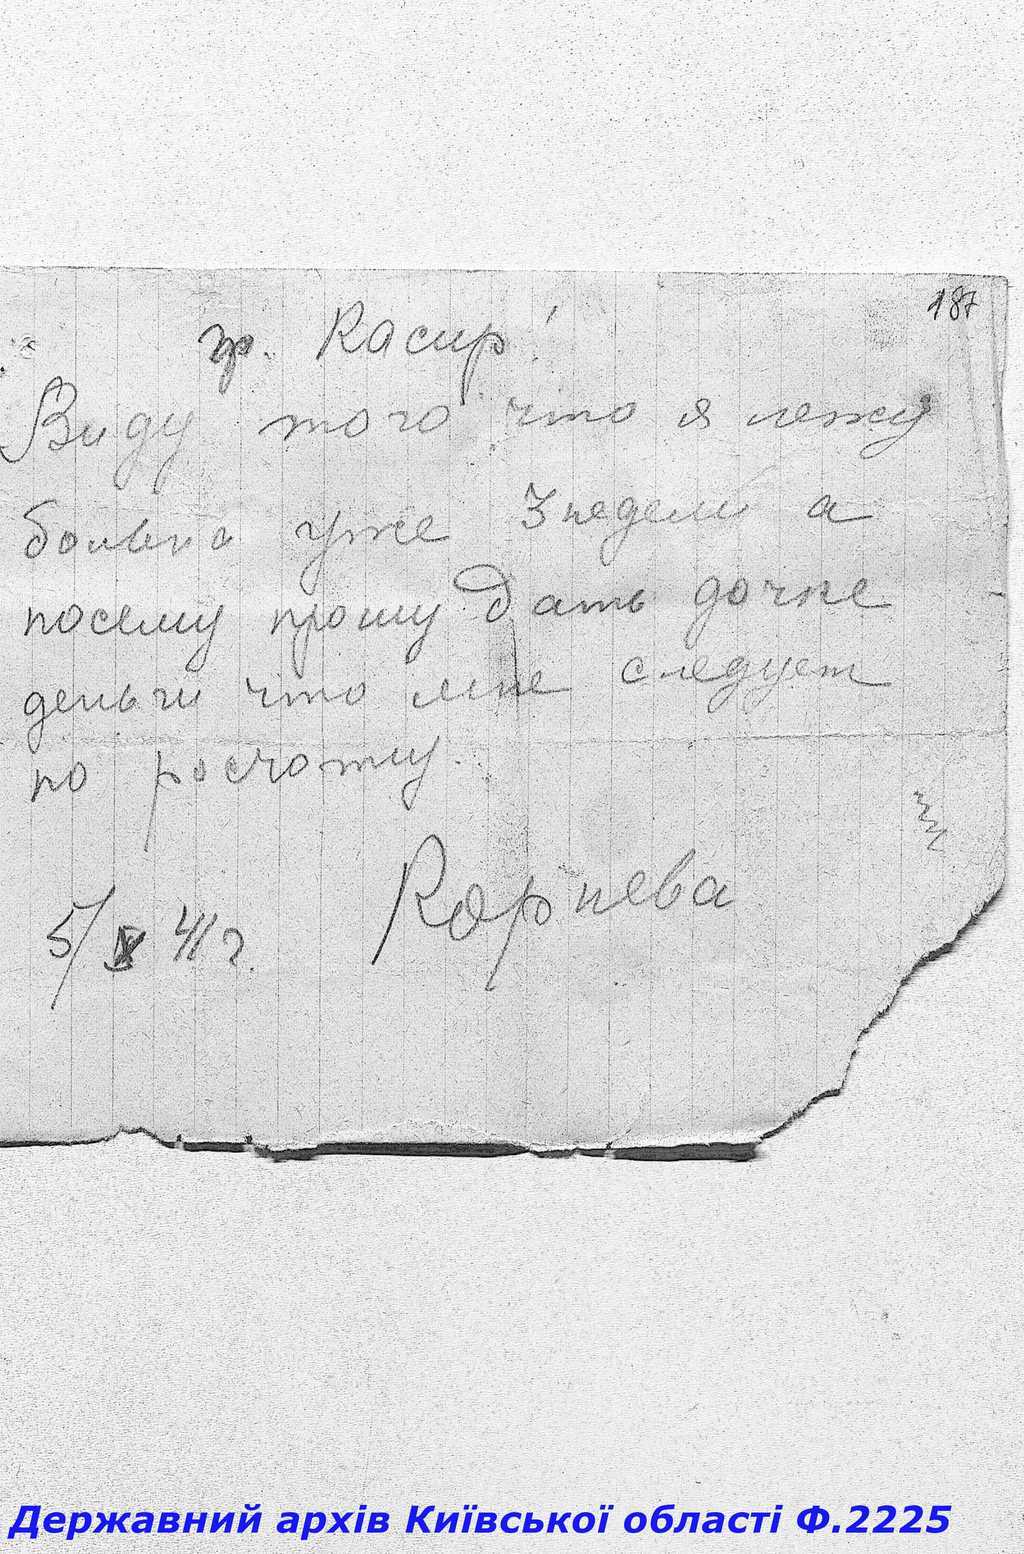 187
гр. Касир!
Виду того что я лежу
больна уже 3 недели а
посему прошу дать дочке
деньги что мне следует
по росчоту.
Корнева
5/X 41 г.
Державний архів Київської області Ф.2225